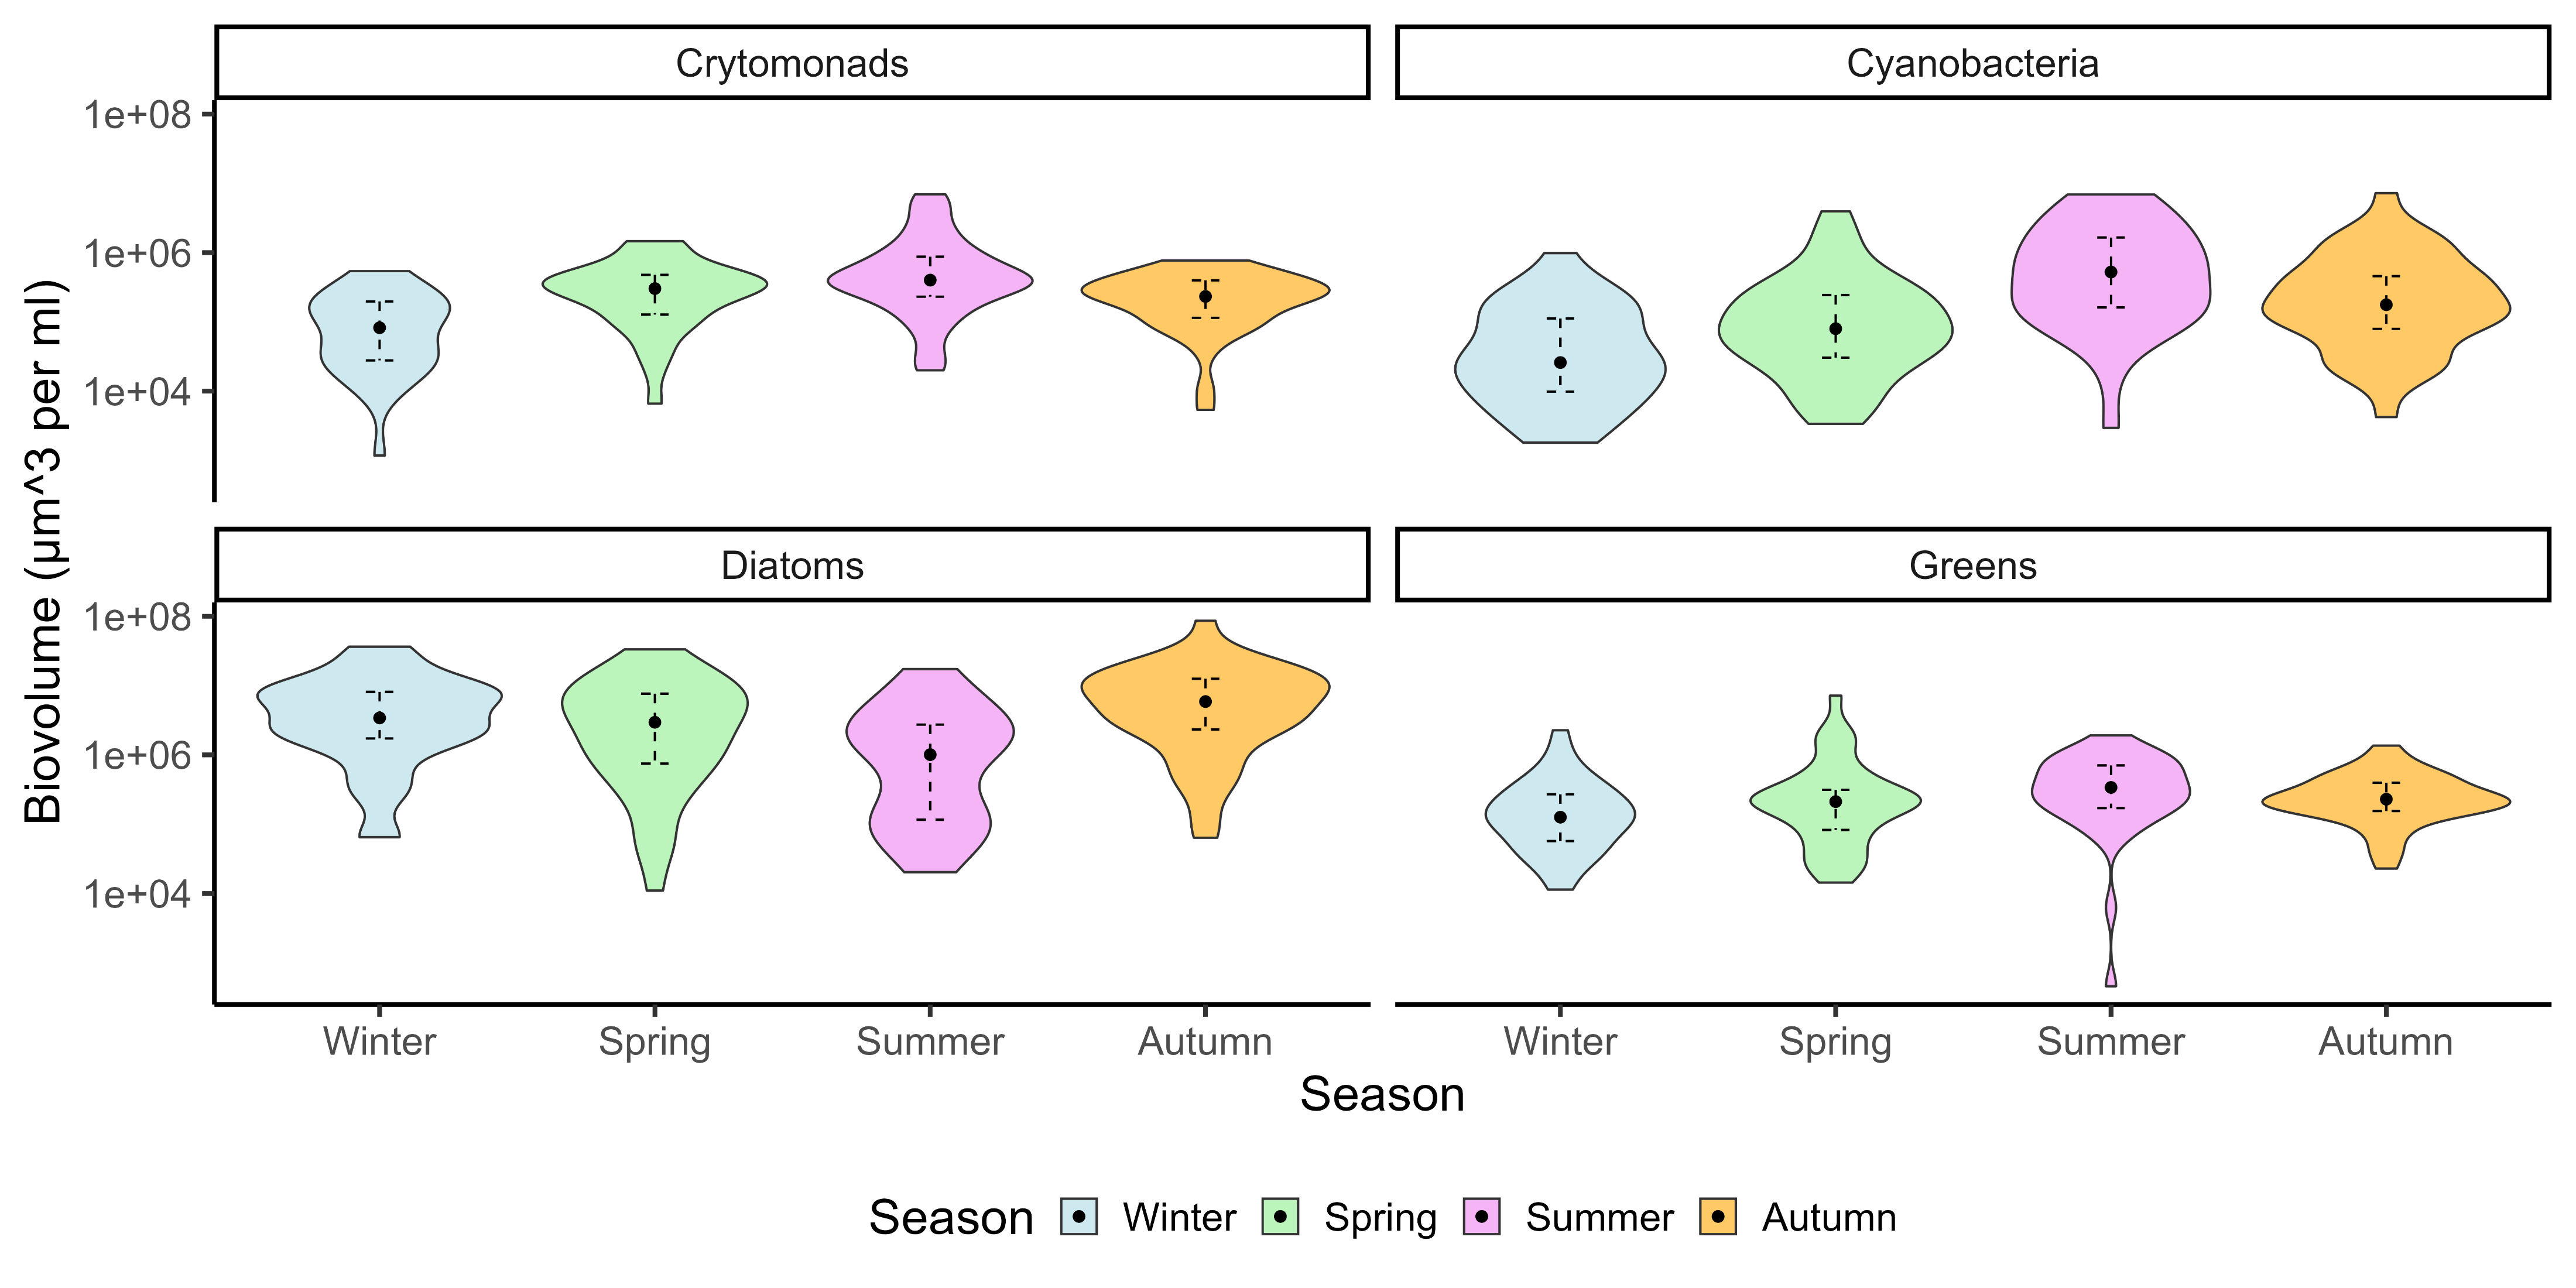 Crytomonads
Cyanobacteria
1e+08
1e+06
1e+04
Biovolume (µm^3 per ml)
Diatoms
Greens
1e+08
1e+06
1e+04
Winter Spring Summer Autumn
Winter Spring Summer Autumn
Season
Season Winter Spring Summer Autumn